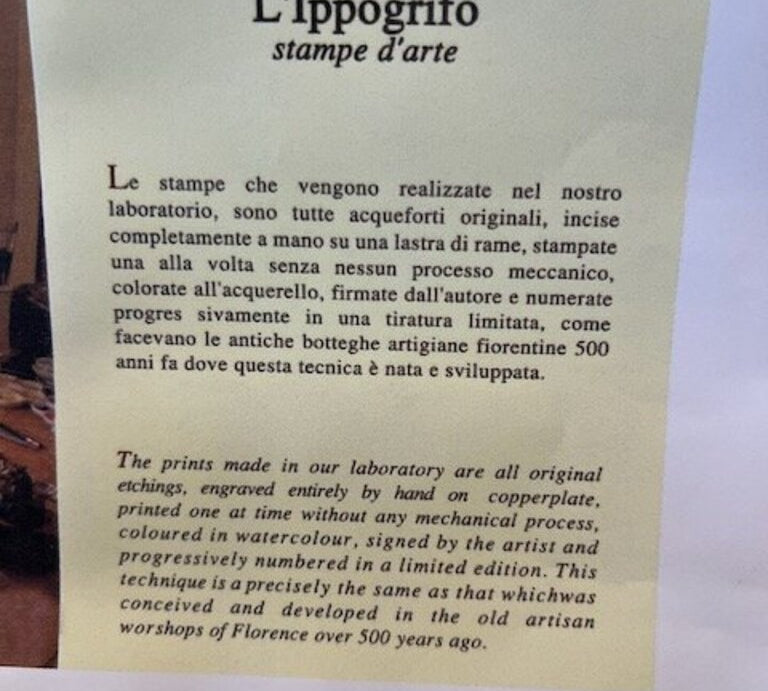 L'Ippogrifo
stampe d'arte
Le stampe che vengono realizzate nel nostro
laboratorio, sono tutte acqueforti originali, incise
completamente a mano su una lastra di rame, stampate
una alla volta senza nessun processo meccanico,
colorate all'acquerello, firmate dall'autore e numerate
progres sivamente in una tiratura limitata, come
facevano le antiche botteghe artigiane fiorentine 500
anni fa dove questa tecnica è nata e sviluppata.
The prints made in our laboratory are all original
etchings, engraved entirely by hand on copperplate,
printed one at time without any mechanical process,
coloured in watercolour, signed by the artist and
progressively numbered in a limited edition. This
technique is a precisely the same as that whichwas
conceived and developed in the old artisan
worshops of Florence over 500 years ago.